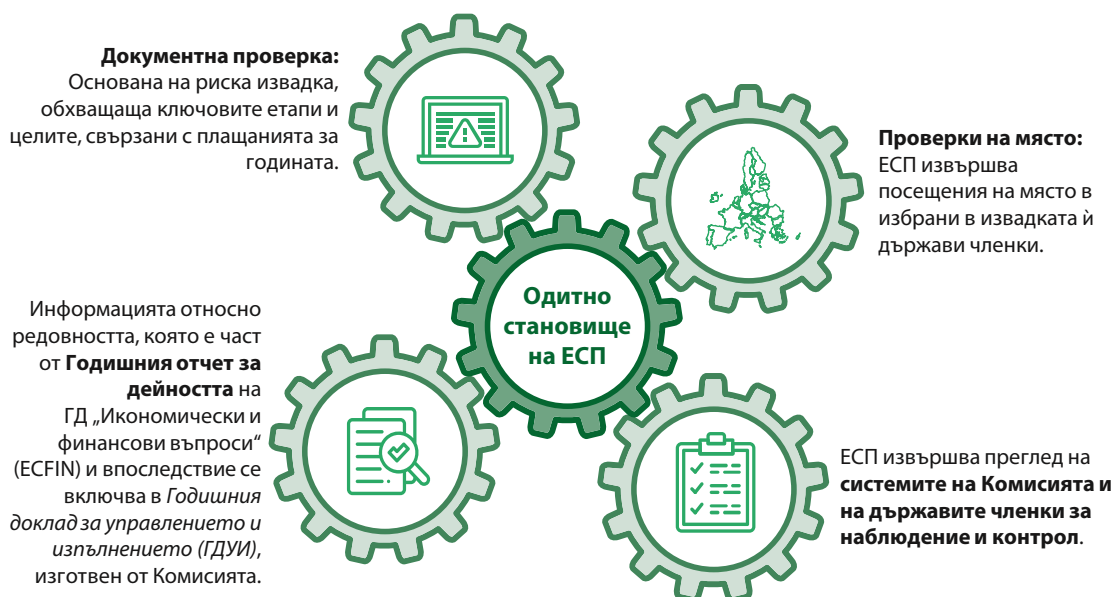 Документна проверка:
Основана на риска извадка,
обхващаща ключовите етапи и
целите, свързани с плащанията за
годината.
Проверки на място:
ЕСП извършва
посещения на място в
избрани в извадката ѝ
държави членки.
Одитно
становище
на ЕСП
Информацията относно
редовността, която е част
от Годишния отчет за
дейността на
ГД „Икономически и
финансови въпроси“
(ECFIN) и впоследствие се
включва в Годишния
доклад за управлението и
изпълнението (ГДУИ),
изготвен от Комисията.
ЕСП извършва преглед на
системите на Комисията и
на държавите членки за
наблюдение и контрол.